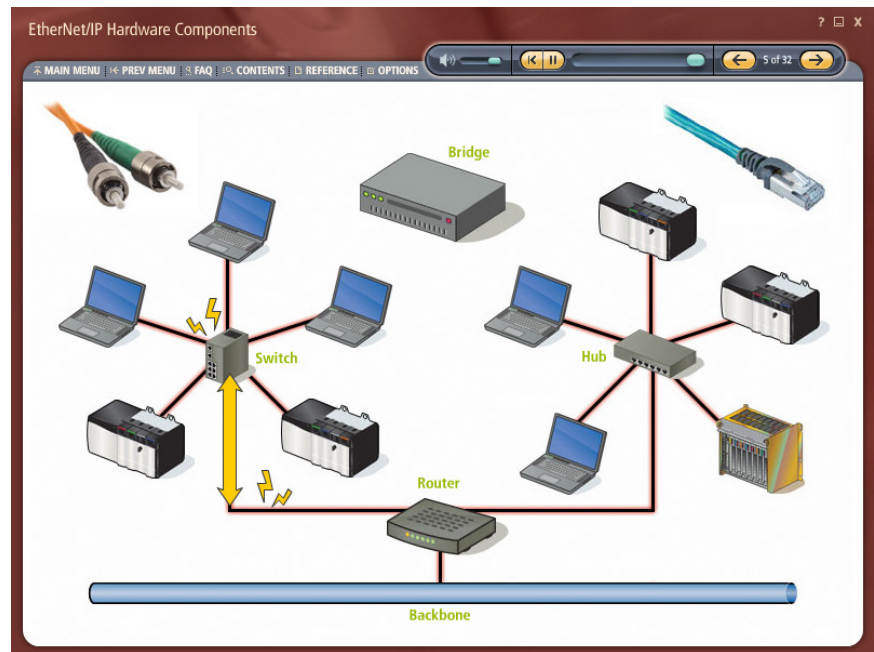 EtherNet/IP Hardware Components
? X
MAIN MENU PREV MENU FAQ CONTENTS REFERENCE OPTIONS
5 of 32
Bridge
Switch
Hub
Router
Backbone